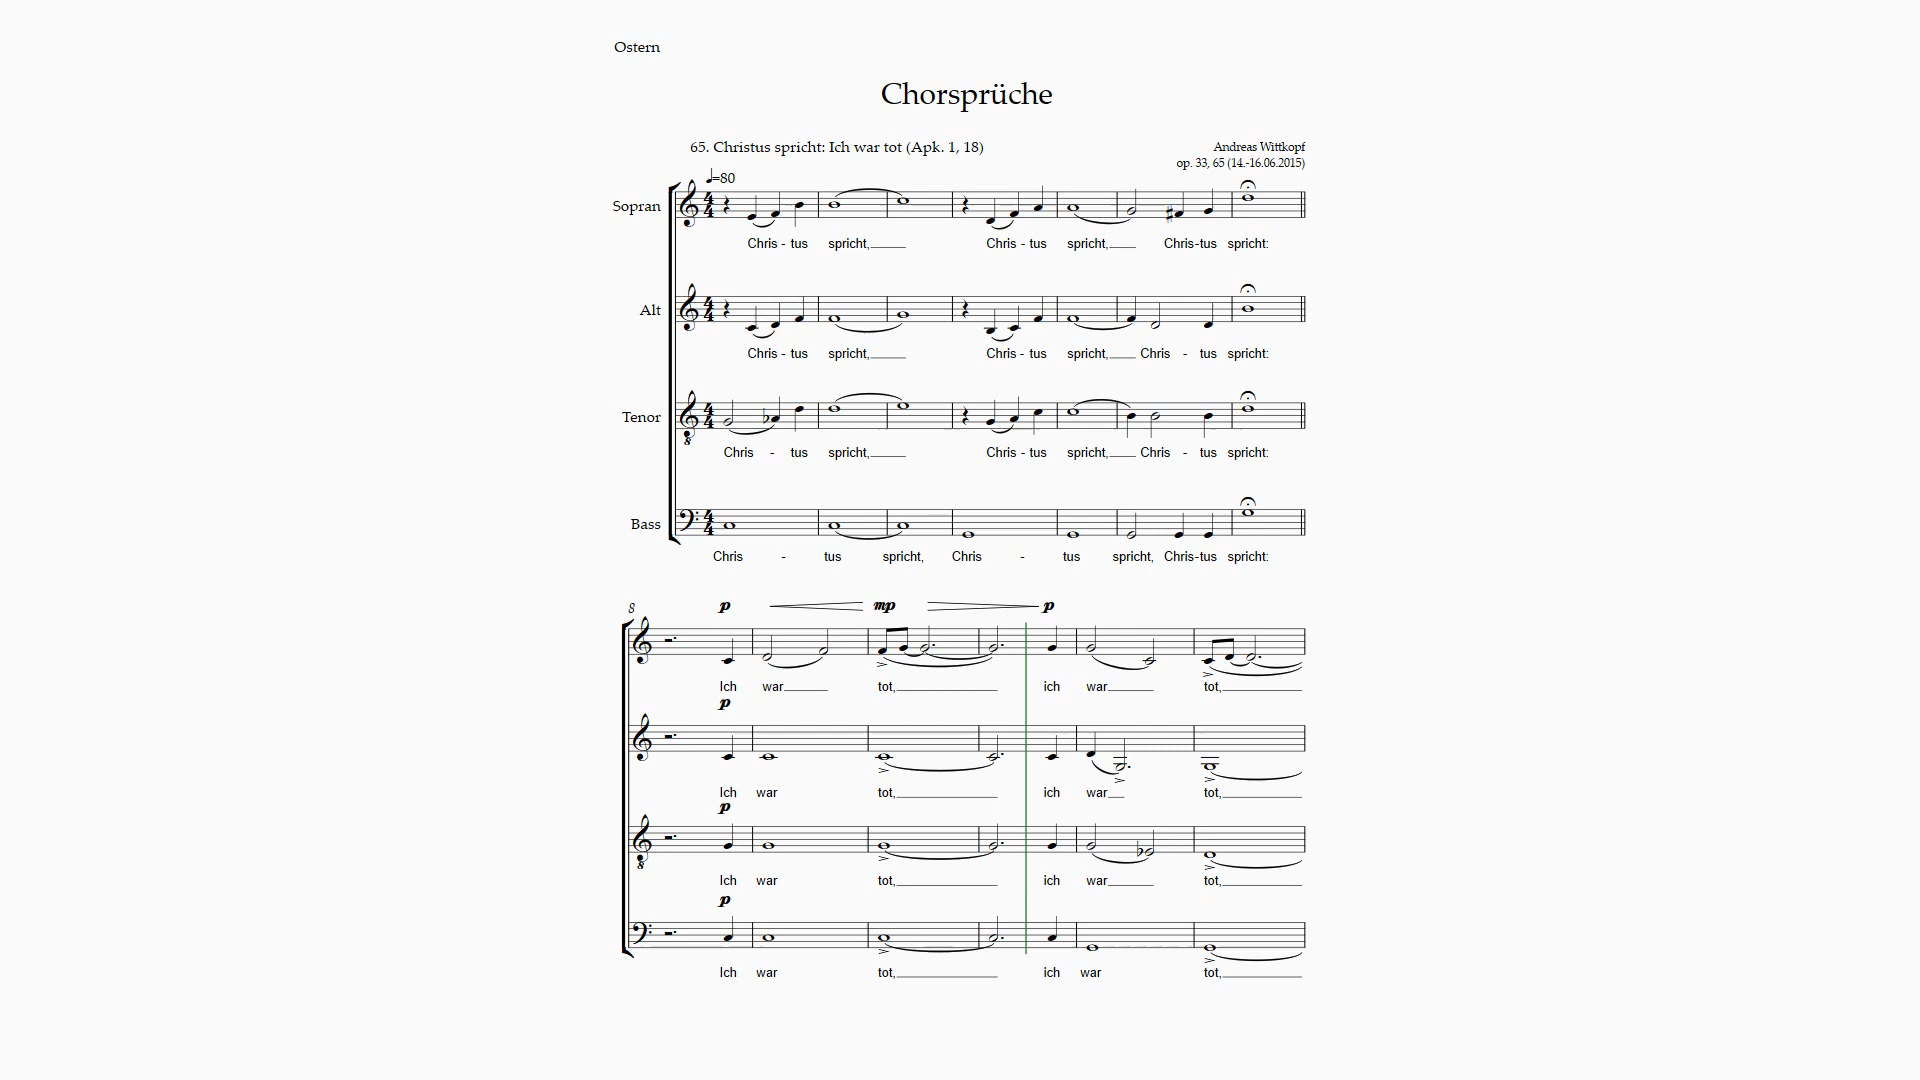 Ostern
Chorsprüche
65. Christus spricht: Ich war tot (Apk. 1, 18)
Andreas Wittkopf
op. 33, 65 (14.-16.06.2015)
=80
Sopran
Chris - tus spricht, Chris - tus spricht, Chris-tus spricht:
Alt
Chris - tus spricht, Chris - tus spricht, Chris - tus spricht:
Tenor
Chris - tus spricht, Chris - tus spricht, Chris - tus spricht:
Bass
Chris - tus spricht, Chris - tus spricht, Chris-tus spricht:
8
p mp p
Ich war tot, ich war tot,
p
Ich war tot, ich war tot,
p
Ich war tot, ich war tot,
p
Ich war tot, ich war tot,